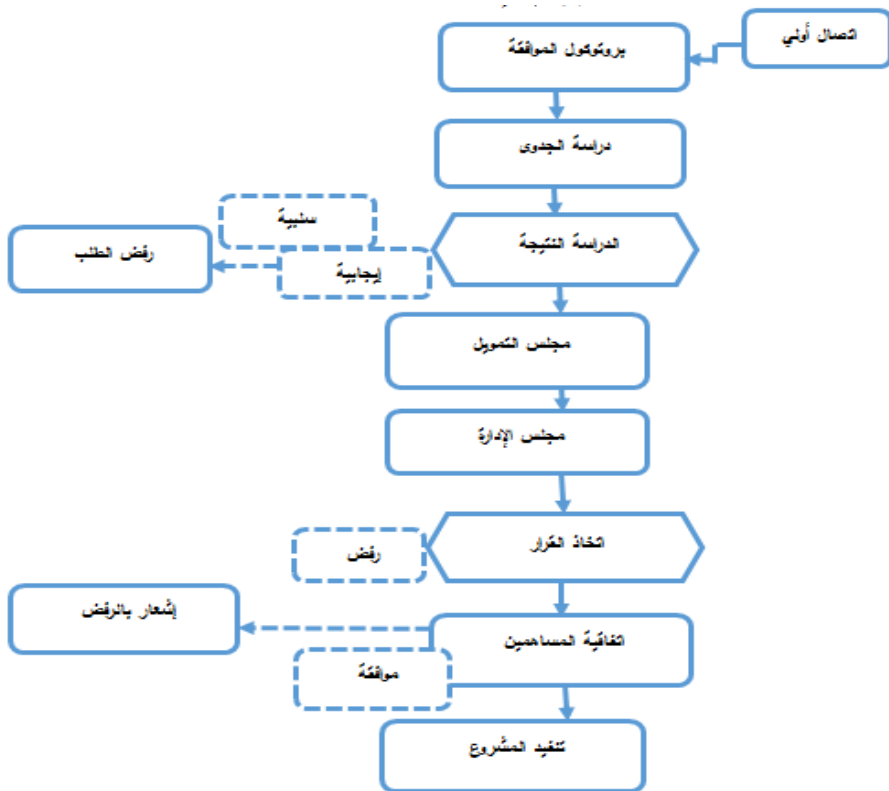 اتصال أولي
بروتوكول الموافقة
دراسة الجدوى
سلبية
الدراسة النتيجة
رفض الطلب
إيجابية
مجلس التمويل
مجلس الإدارة
اتخاذ القرار
رفض
إشعار بالرفض
اتفاقية المساهمين
موافقة
تنفيد المشروع